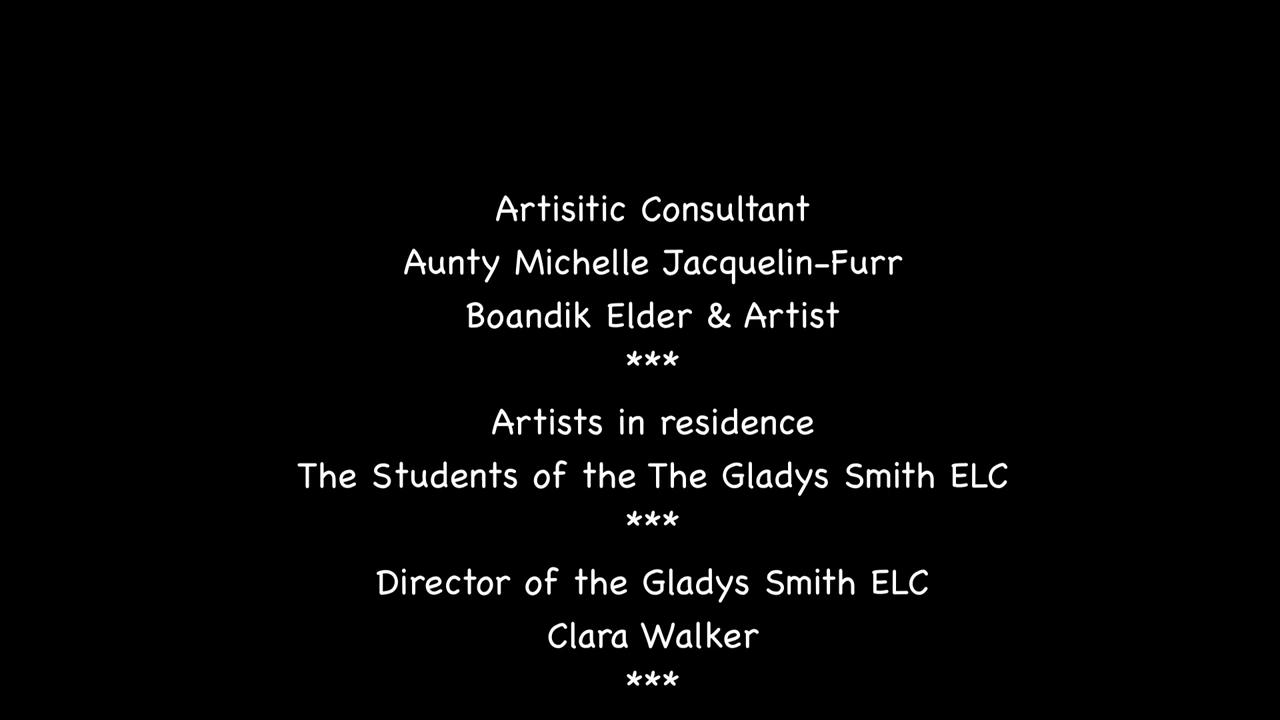 Artisitic Consultant
Aunty Michelle Jacquelin-Furr
Boandik Elder & Artist
***
Artists in residence
The Students of the The Gladys Smith ELC
***
Director of the Gladys Smith ELC
Clara Walker
***